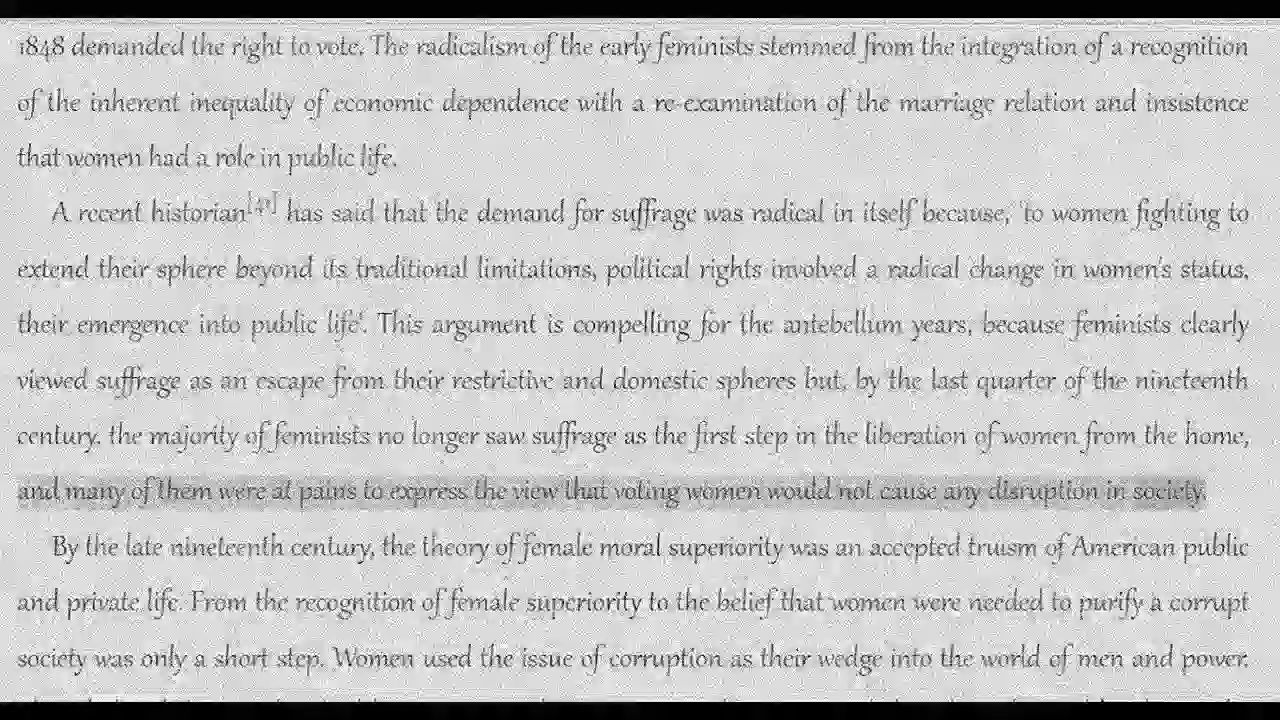 1848 demanded the right to vote. The radicalism of the early feminists stemmed from the integration of a recognition
of the inherent inequality of economic dependence with a re-examination of the marriage relation and insistence
that women had a role in public life.
A recent historian has said that the demand for suffrage was radical in itself because, 'to women fighting to
extend their sphere beyond its traditional limitations, political rights involved a radical change in women's status,
their emergence into public life'. This argument is compelling for the antebellum years, because feminists clearly
viewed suffrage as an escape from their restrictive and domestic spheres but, by the last quarter of the nineteenth
century, the majority of feminists no longer saw suffrage as the first step in the liberation of women from the home,
and many of them were at pains to express the view that voting women would not cause any disruption in society.
By the late nineteenth century, the theory of female moral superiority was an accepted truism of American public
and private life. From the recognition of female superiority to the belief that women were needed to purify a corrupt
society was only a short step. Women used the issue of corruption as their wedge into the world of men and power: